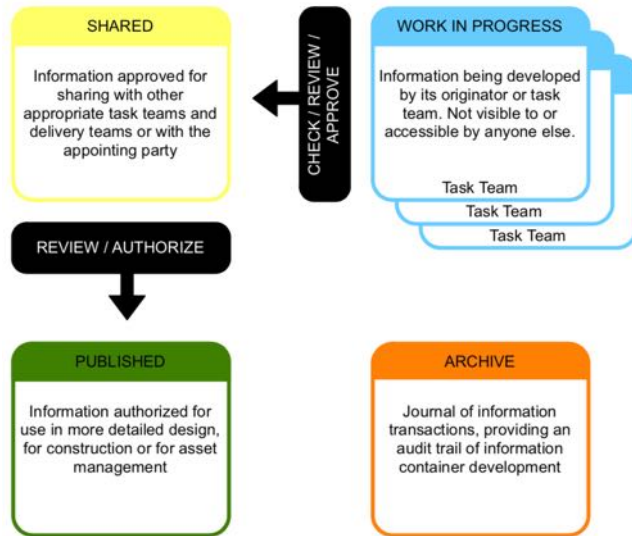 SHARED
Information approved for
sharing with other
appropriate task teams and
delivery teams or with the
appointing party
CHECK / REVIEW /
APPROVE
WORK IN PROGRESS
Information being developed
by its originator or task
team. Not visible to or
accessible by anyone else.
Task Team
Task Team
Task Team
REVIEW / AUTHORIZE
PUBLISHED
Information authorized for
use in more detailed design,
for construction or for asset
management
ARCHIVE
Journal of information
transactions, providing an
audit trail of information
container development